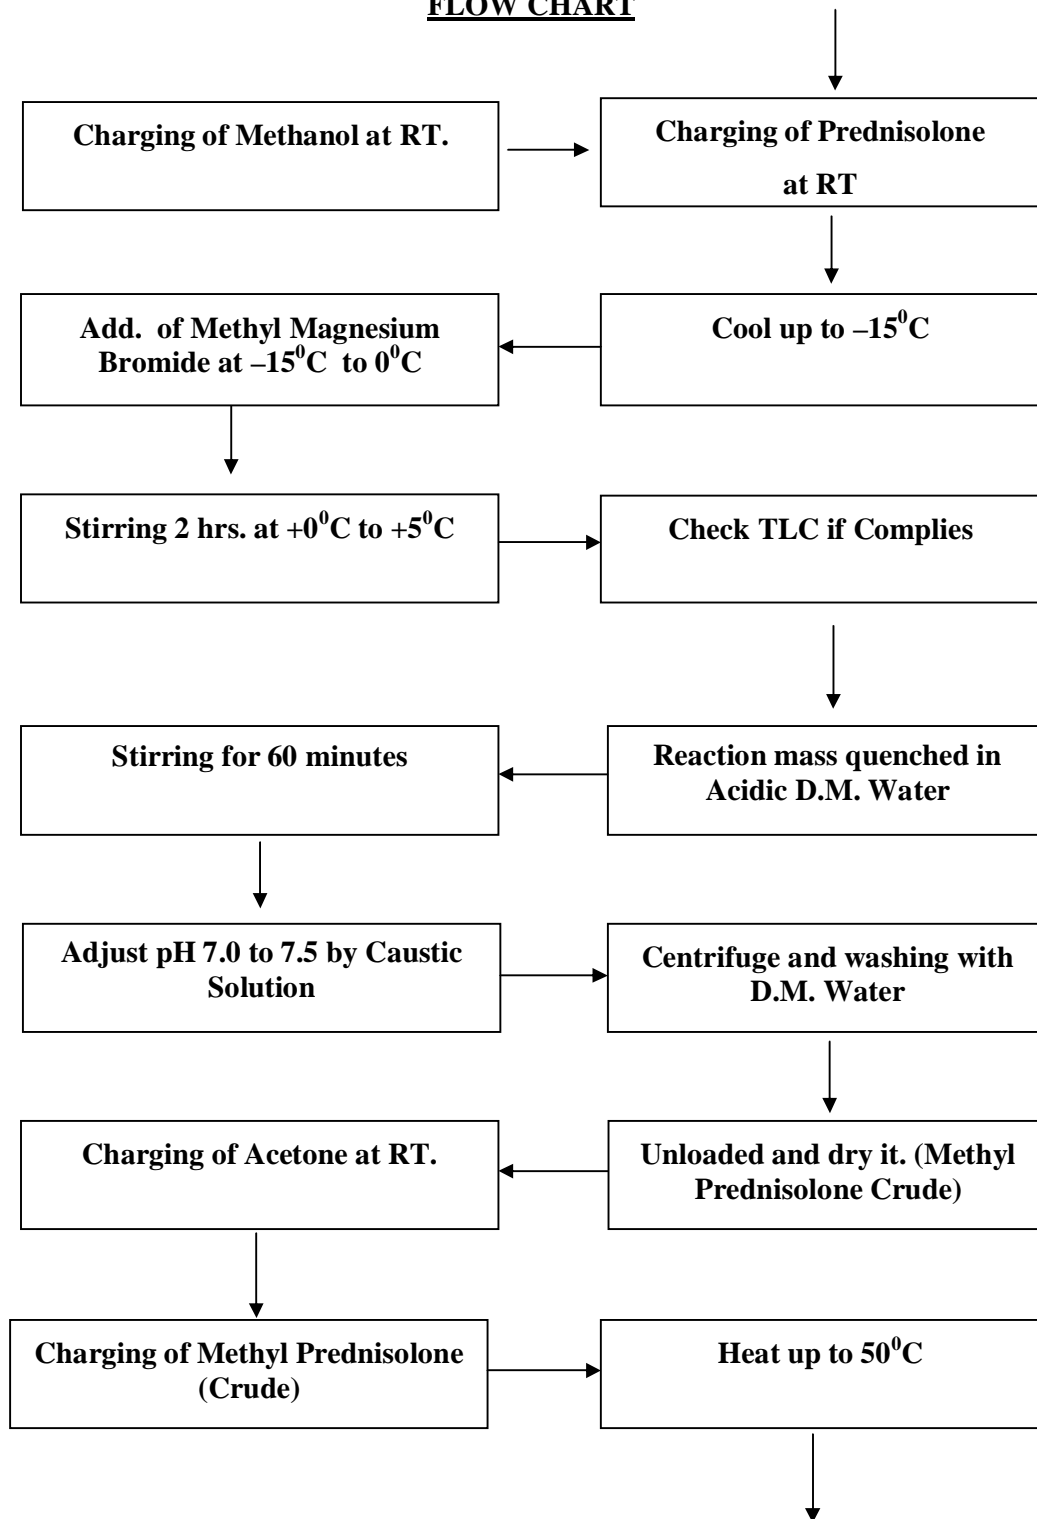 FLOW CHART
Charging of Methanol at RT.
Charging of Prednisolone
at RT
Cool up to –15⁰C
Add.  of Methyl Magnesium
Bromide at –15⁰C  to 0⁰C
Stirring 2 hrs. at +0⁰C to +5⁰C
Check TLC if Complies
Reaction mass quenched in
Acidic D.M. Water
Stirring for 60 minutes
Adjust pH 7.0 to 7.5 by Caustic
Solution
Centrifuge and washing with
D.M. Water
Unloaded and dry it. (Methyl
Prednisolone Crude)
Charging of Acetone at RT.
Charging of Methyl Prednisolone
(Crude)
Heat up to 50⁰C